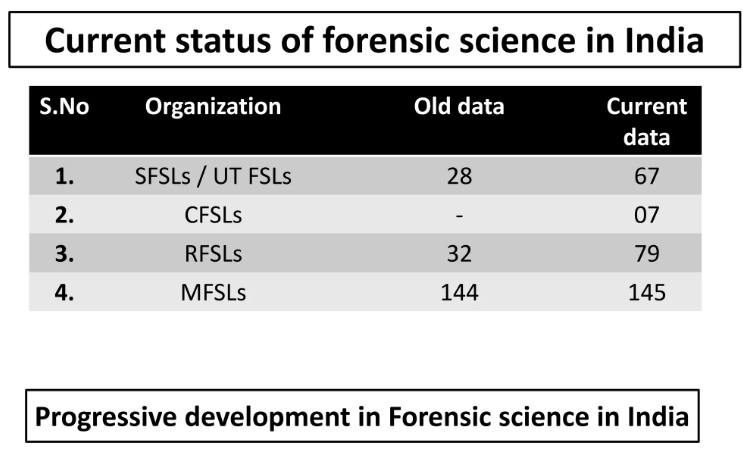 Current status of forensic science in India
S.No Organization Old data Current data
1. SFSLs / UT FSLs 28 67
2. CFSLs - 07
3. RFSLs 32 79
4. MFSLs 144 145
Progressive development in Forensic science in India